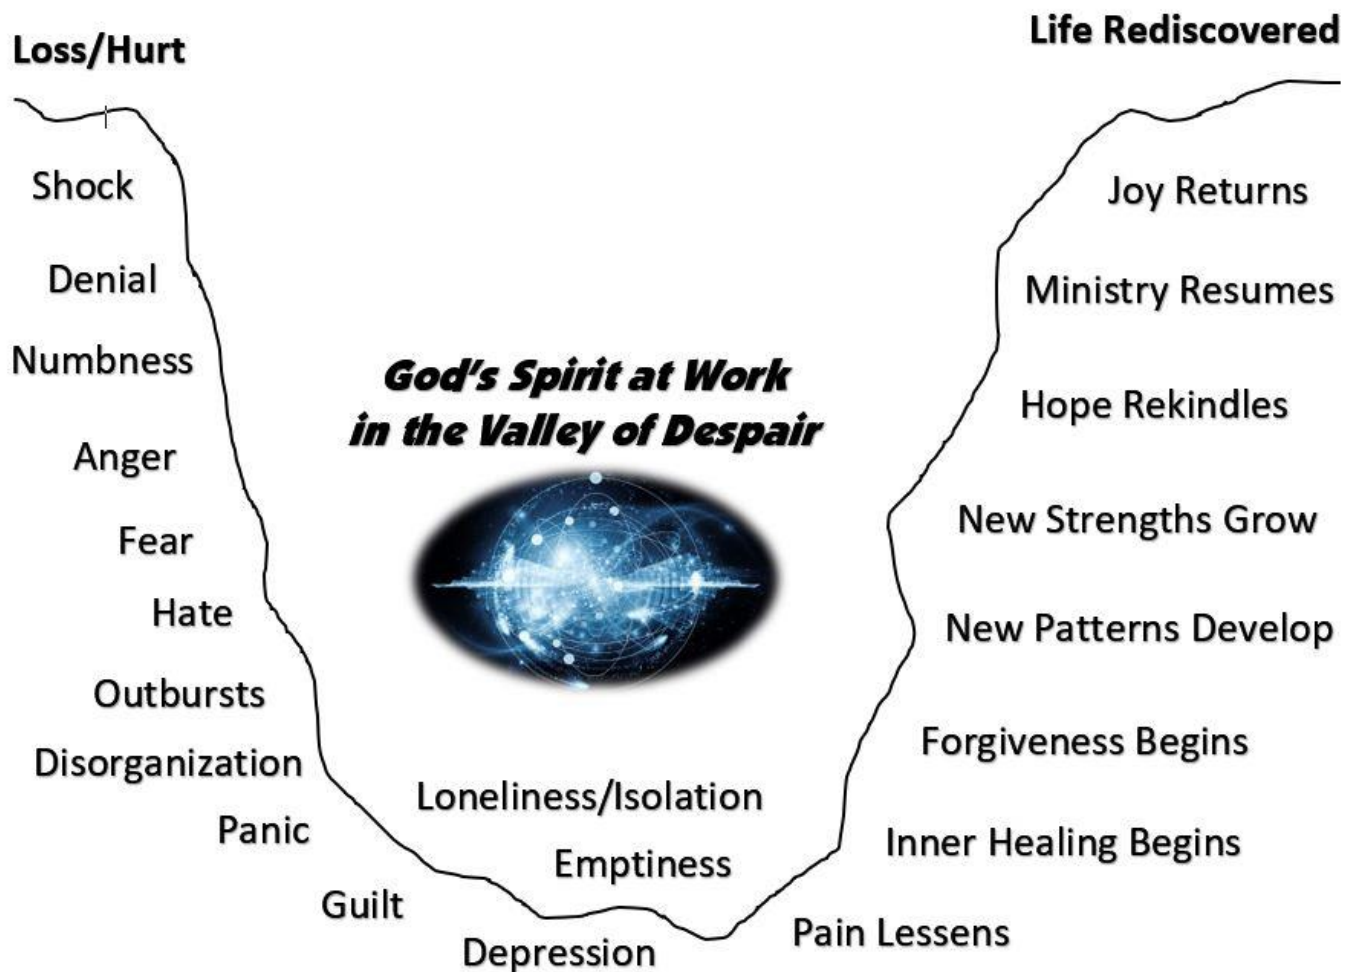 Loss/Hurt
Life Rediscovered
Shock
Denial
Numbness
Anger
Fear
Hate
Outbursts
Disorganization
Panic
Guilt
Depression
God's Spirit at Work
in the Valley of Despair
Loneliness/Isolation
Emptiness
Pain Lessens
Inner Healing Begins
Forgiveness Begins
New Patterns Develop
New Strengths Grow
Hope Rekindles
Ministry Resumes
Joy Returns